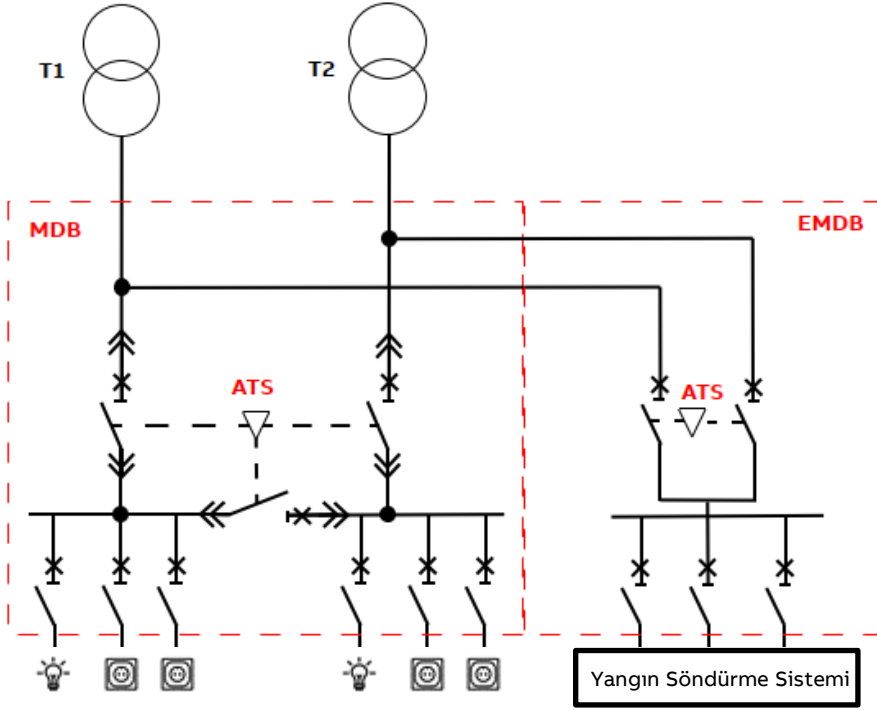 T1
T2
MDB
EMDB
ATS
ATS
Yangın Söndürme Sistemi